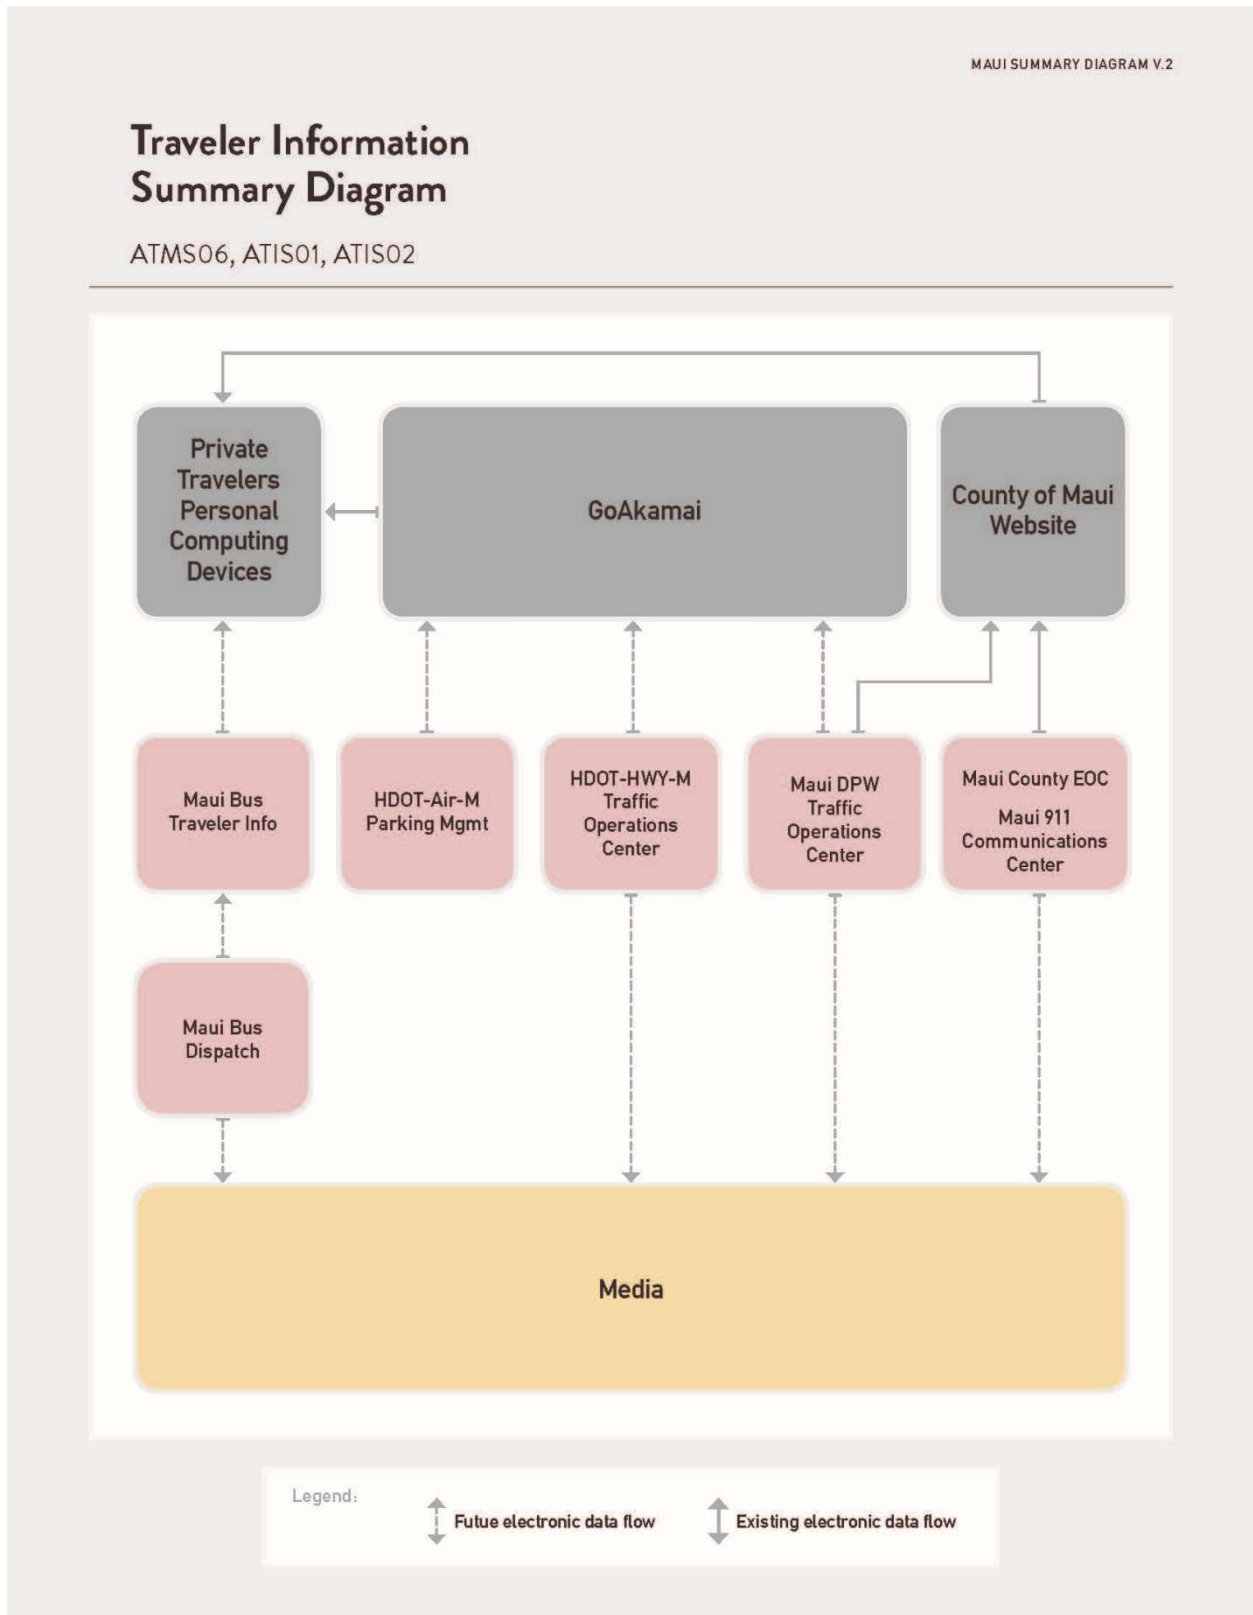 MAUI SUMMARY DIAGRAM V.2
Traveler Information
Summary Diagram
ATMS06, ATIS01, ATIS02
Private
Travelers
Personal
Computing
Devices
GoAkamai
County of Maui
Website
Maui Bus
Traveler Info
HDOT-Air-M
Parking Mgmt
HDOT-HWY-M
Traffic
Operations
Center
Maui DPW
Traffic
Operations
Center
Maui County EOC
Maui 911
Communications
Center
Maui Bus
Dispatch
Media
Legend:
Futue electronic data flow
Existing electronic data flow